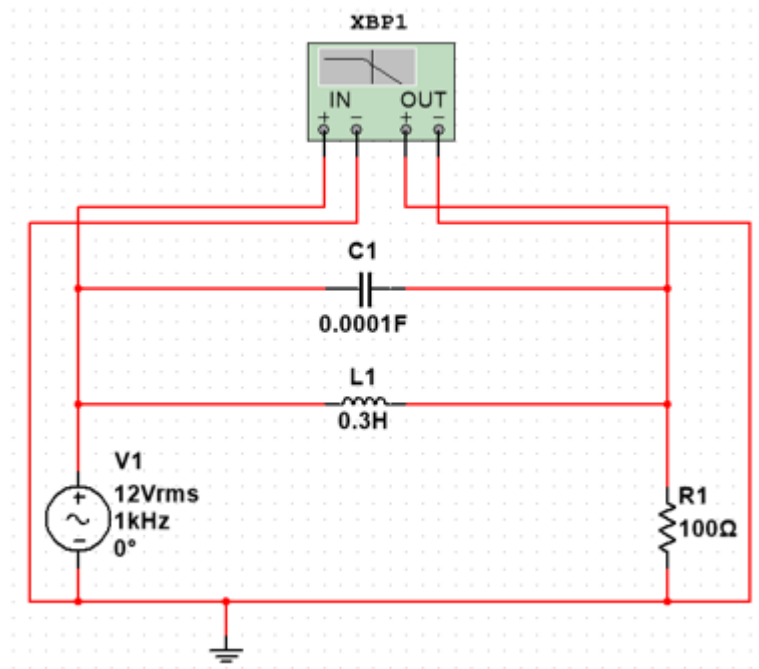 XBP1
IN OUT
+ − + −
C1
0.0001F
L1
0.3H
V1
12Vrms
1kHz
0°
+
−
R1
100Ω